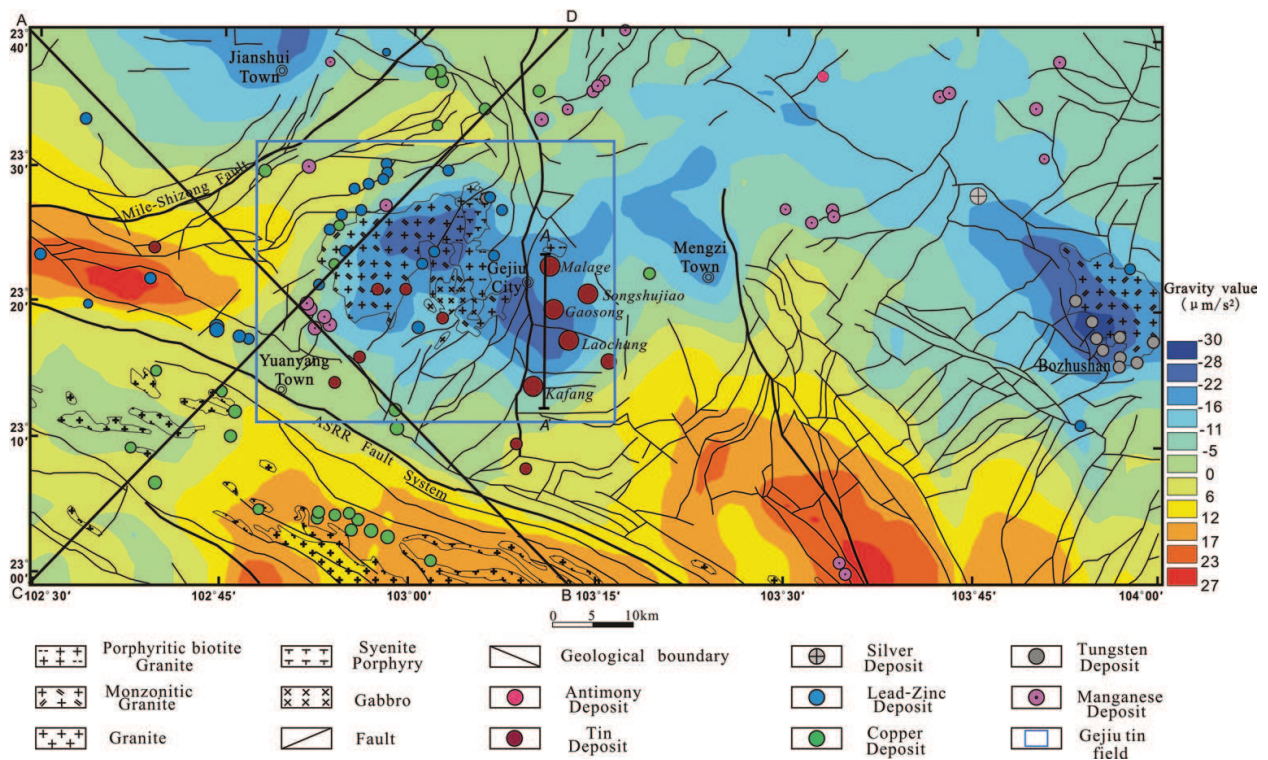 A
D
23°
40′
Jianshui
Town
23°
30′
Mile-Shizong Fault
A
Mengzi
Town
Gejiu
City
Malage
Songshujiao
Gaosong
Laochang
Kafang
A′
23°
20′
Yuanyang
Town
Bozhushan
23°
10′
ASRR Fault System
23°
00′
C
B
102°30′
102°45′
103°00′
103°15′
103°30′
103°45′
104°00′
Gravity value
(μm/s²)
-30
-28
-22
-16
-11
-5
0
6
12
17
23
27
0 5 10km
Porphyritic biotite
Granite
Syenite
Porphyry
Geological boundary
Silver
Deposit
Tungsten
Deposit
Monzonitic
Granite
Gabbro
Antimony
Deposit
Lead-Zinc
Deposit
Manganese
Deposit
Granite
Fault
Tin
Deposit
Copper
Deposit
Gejiu tin
field